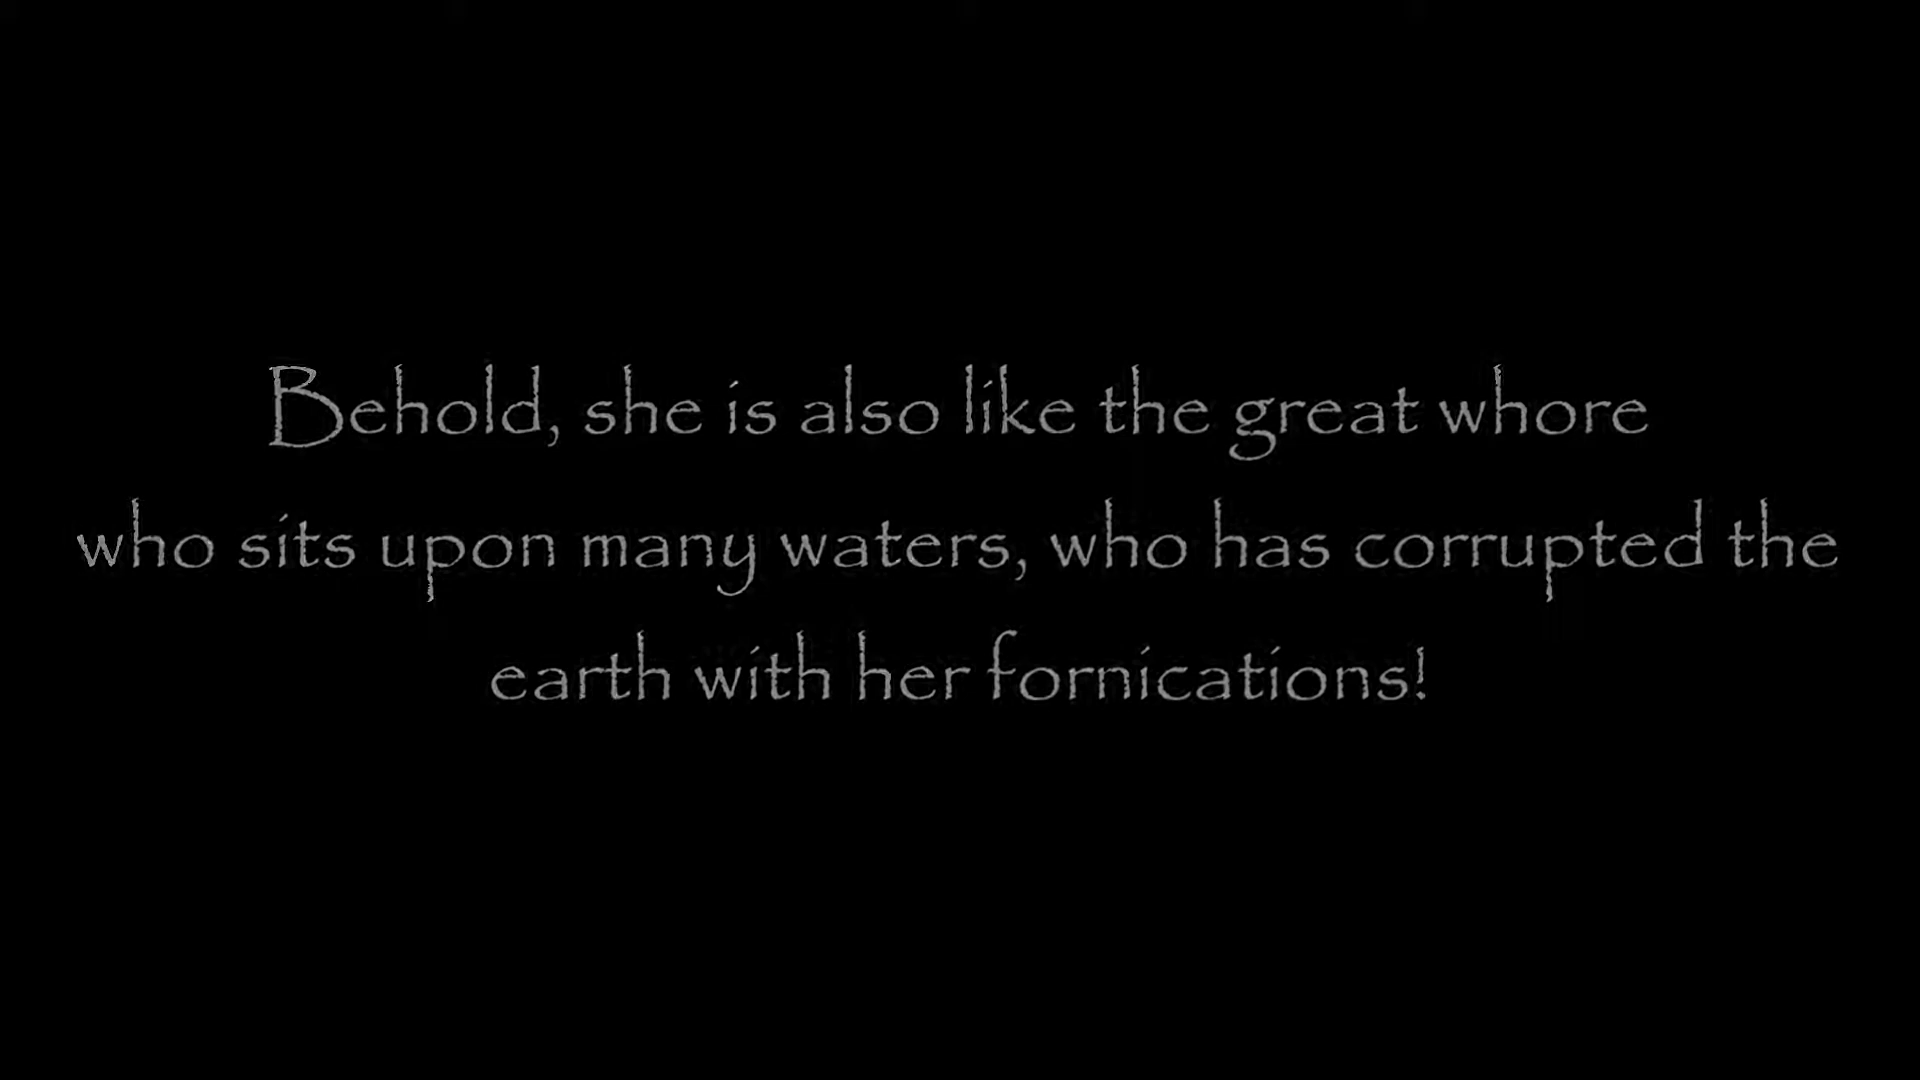 Behold, she is also like the great whore
who sits upon many waters, who has corrupted the
earth with her fornications!